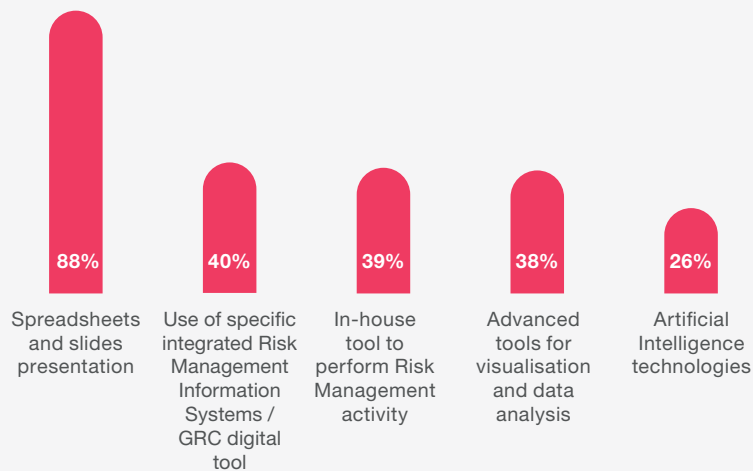 88%
40%
39%
38%
26%
Spreadsheets
and slides
presentation
Use of specific
integrated Risk
Management
Information
Systems /
GRC digital
tool
In-house
tool to
perform Risk
Management
activity
Advanced
tools for
visualisation
and data
analysis
Artificial
Intelligence
technologies